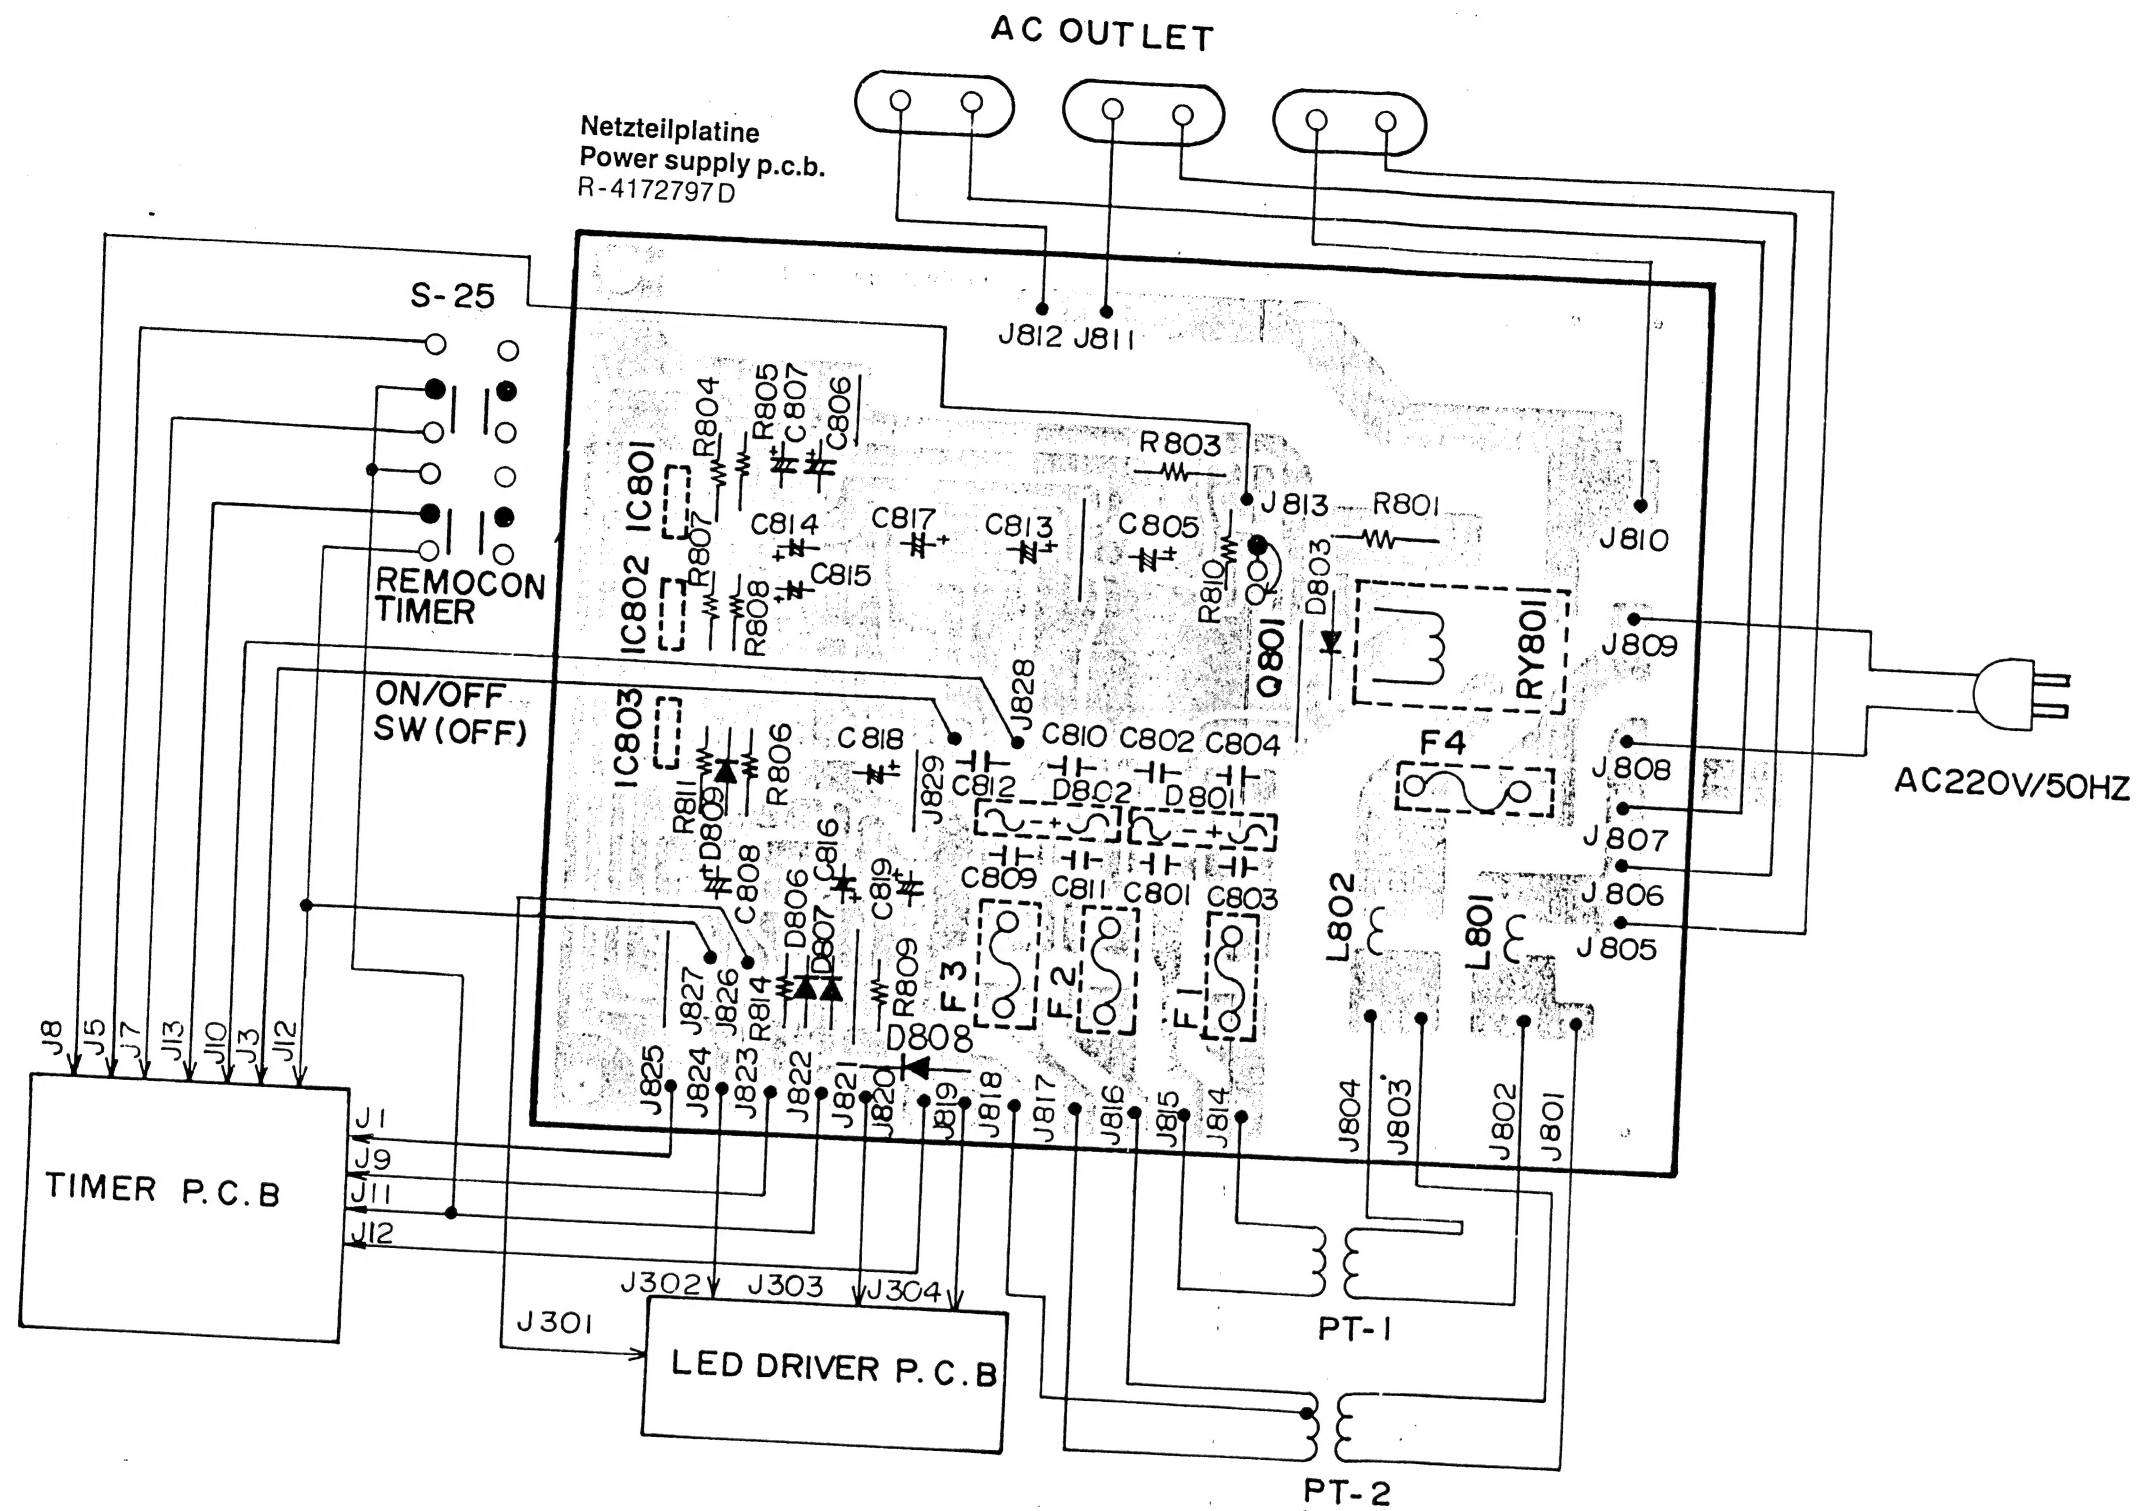 AC OUTLET
Netzteilplatine
Power supply p.c.b.
R-4172797D
S-25
J812 J811
R804
R805
C807
C806
R803
IC801
J813
R801
C814
C817
C813
C805
J810
R807
C815
R810
D803
REMOCON
TIMER
IC802
R808
Q801
RY801
J809
ON/OFF
SW (OFF)
IC803
J828
R806
C818
C810
C802
C804
F4
J808
J829
C812
D802
D801
AC220V/50HZ
R811
D809
J807
C808
D806
C816
C819
C809
C811
C801
C803
J806
D807
L802
L801
J805
J827
J826
R814
R809
F3
F2
F1
J8
J5
J7
J13
J10
J3
J12
D808
J825
J824
J823
J822
J821
J820
J819
J818
J817
J816
J815
J814
J804
J803
J802
J801
J1
J9
J11
J12
TIMER P.C.B
J302
J303
J304
J301
PT-1
LED DRIVER P.C.B
PT-2
+
+
+
+
+
+
+
+
+
+
+
- +
- +